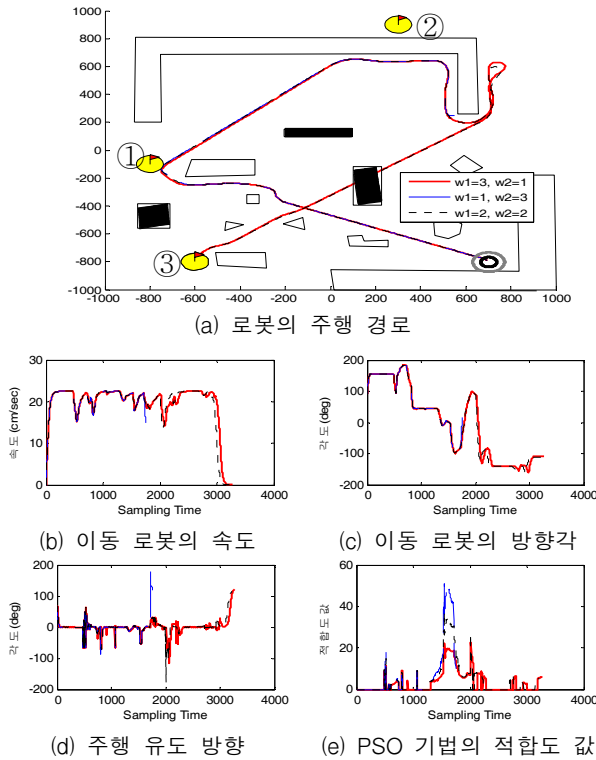 1000
800
600
400
200
0
-200
-400
-600
-800
-1000
-1000 -800 -600 -400 -200 0 200 400 600 800 1000
①
②
③
w1=3, w2=1
w1=1, w2=3
w1=2, w2=2
(a) 로봇의 주행 경로
30
20
10
0
속도 (cm/sec)
0 1000 2000 3000 4000
Sampling Time
(b) 이동 로봇의 속도
200
100
0
-100
-200
각도 (deg)
0 1000 2000 3000 4000
Sampling Time
(c) 이동 로봇의 방향각
200
100
0
-100
-200
각도 (deg)
0 1000 2000 3000 4000
Sampling Time
(d) 주행 유도 방향
60
40
20
0
적합도 값
0 1000 2000 3000 4000
Sampling Time
(e) PSO 기법의 적합도 값